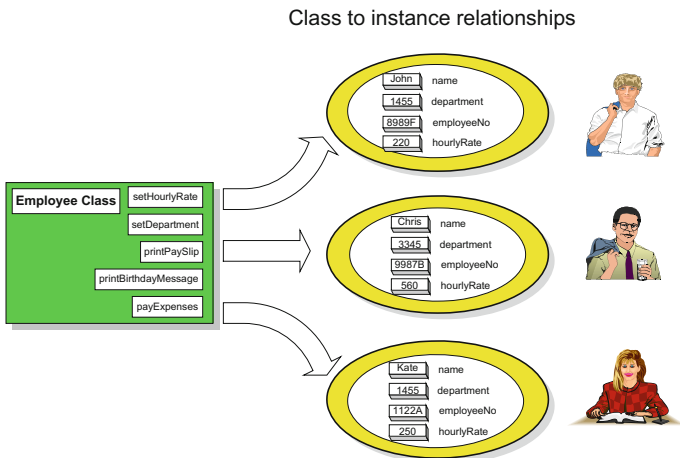 Class to instance relationships
John name
1455 department
8989F employeeNo
220 hourlyRate
Employee Class
setHourlyRate
setDepartment
printPaySlip
printBirthdayMessage
payExpenses
Chris name
3345 department
9987B employeeNo
560 hourlyRate
Kate name
1455 department
1122A employeeNo
250 hourlyRate